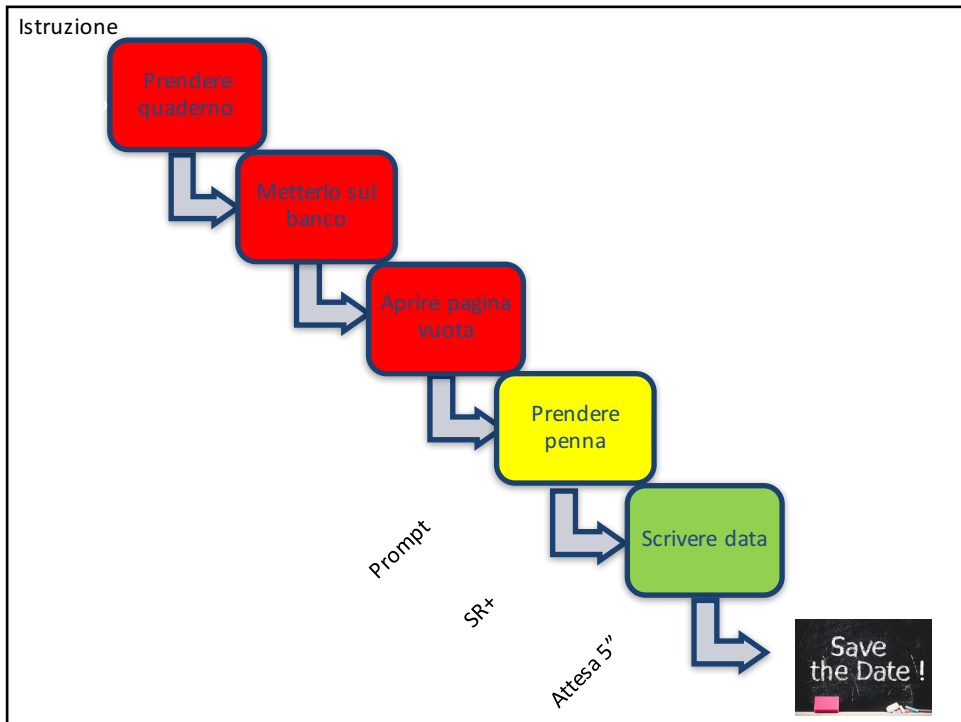 Istruzione
Prendere
quaderno
Metterlo sul
banco
Aprire pagina
vuota
Prendere
penna
Prompt
Scrivere data
SR+
Attesa 5”
Save
the Date !